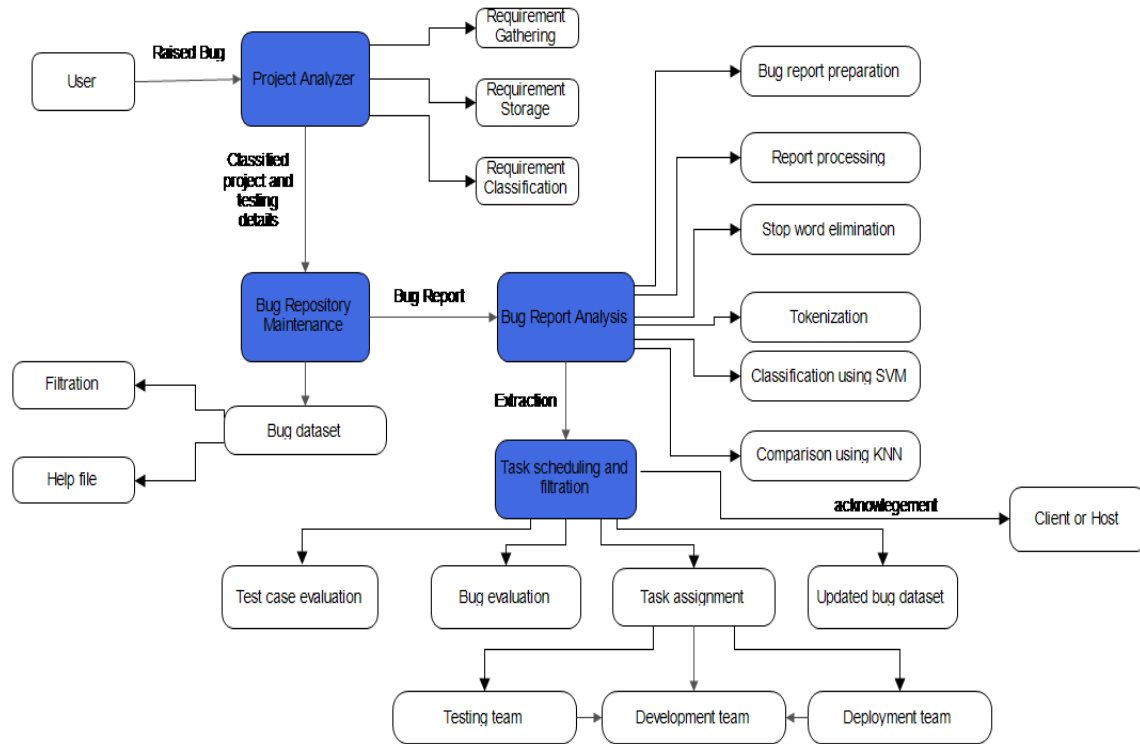 Requirement
Gathering
Raised Bug
User
Project Analyzer
Bug report preparation
Requirement
Storage
Classified
project and
testing
details
Requirement
Classification
Report processing
Stop word elimination
Bug Repository
Maintenance
Bug Report
Bug Report Analysis
Tokenization
Classification using SVM
Filtration
Bug dataset
Help file
Extraction
Comparison using KNN
Task scheduling and
filtration
acknowlegement
Client or Host
Test case evaluation
Bug evaluation
Task assignment
Updated bug dataset
Testing team
Development team
Deployment team